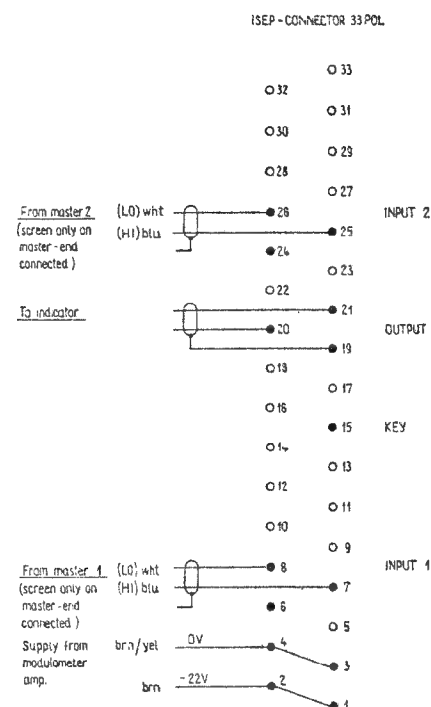 ISEP-CONNECTOR 33 POL.
33
32
31
30
29
28
27
From master 2 (LO) wht 26 INPUT 2
(screen only on (HI) blu 25
master-end 24
connected)
23
22
To indicator 21
20 OUTPUT
19
18
17
16
15 KEY
14
13
12
11
10
9
From master 1 (LO) wht 8 INPUT 1
(screen only on (HI) blu 7
master-end 6
connected)
5
Supply from brn/yel 0V 4
modulometer 3
amp.
brn -22V 2
1